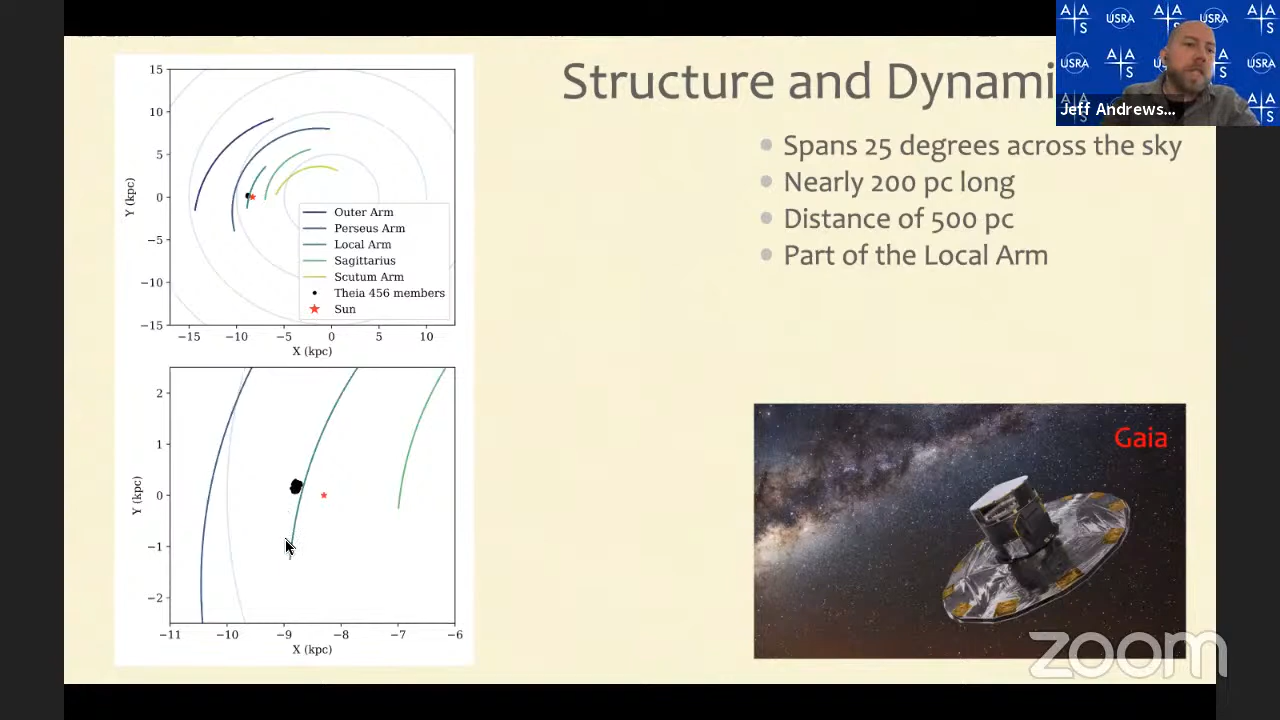 Structure and Dynami
Spans 25 degrees across the sky
Nearly 200 pc long
Distance of 500 pc
Part of the Local Arm
15
10
5
0
−5
−10
−15
Y (kpc)
−15
−10
−5
0
5
10
X (kpc)
Outer Arm
Perseus Arm
Local Arm
Sagittarius
Scutum Arm
Theia 456 members
Sun
2
1
0
−1
−2
Y (kpc)
−11
−10
−9
−8
−7
−6
X (kpc)
Gaia
zoom
A A S
USRA
A A S
USRA
A A S
USRA
A A S
USRA
A A S
A A S
Jeff Andrews...